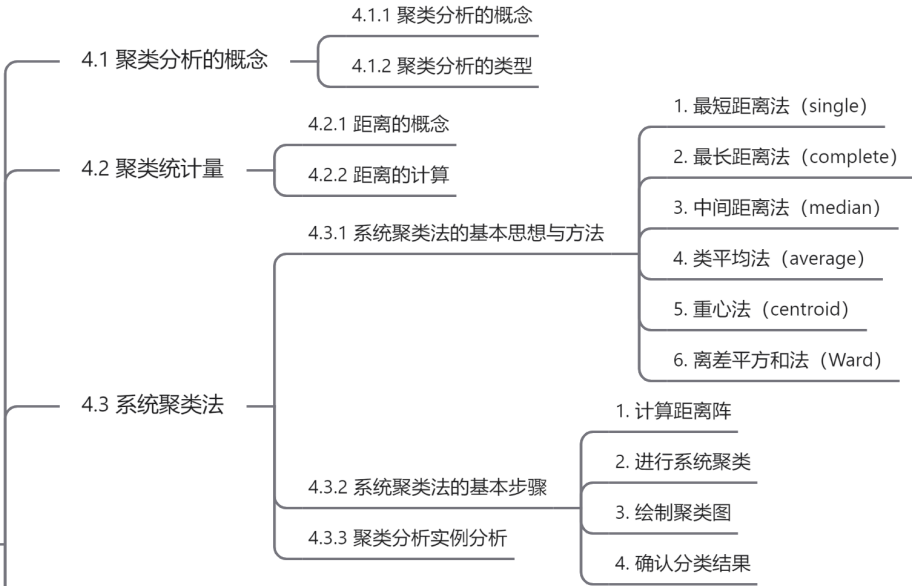 4.1 聚类分析的概念
4.1.1 聚类分析的概念
4.1.2 聚类分析的类型
4.2 聚类统计量
4.2.1 距离的概念
4.2.2 距离的计算
4.3 系统聚类法
4.3.1 系统聚类法的基本思想与方法
1. 最短距离法（single）
2. 最长距离法（complete）
3. 中间距离法（median）
4. 类平均法（average）
5. 重心法（centroid）
6. 离差平方和法（Ward）
4.3.2 系统聚类法的基本步骤
1. 计算距离阵
2. 进行系统聚类
3. 绘制聚类图
4. 确认分类结果
4.3.3 聚类分析实例分析